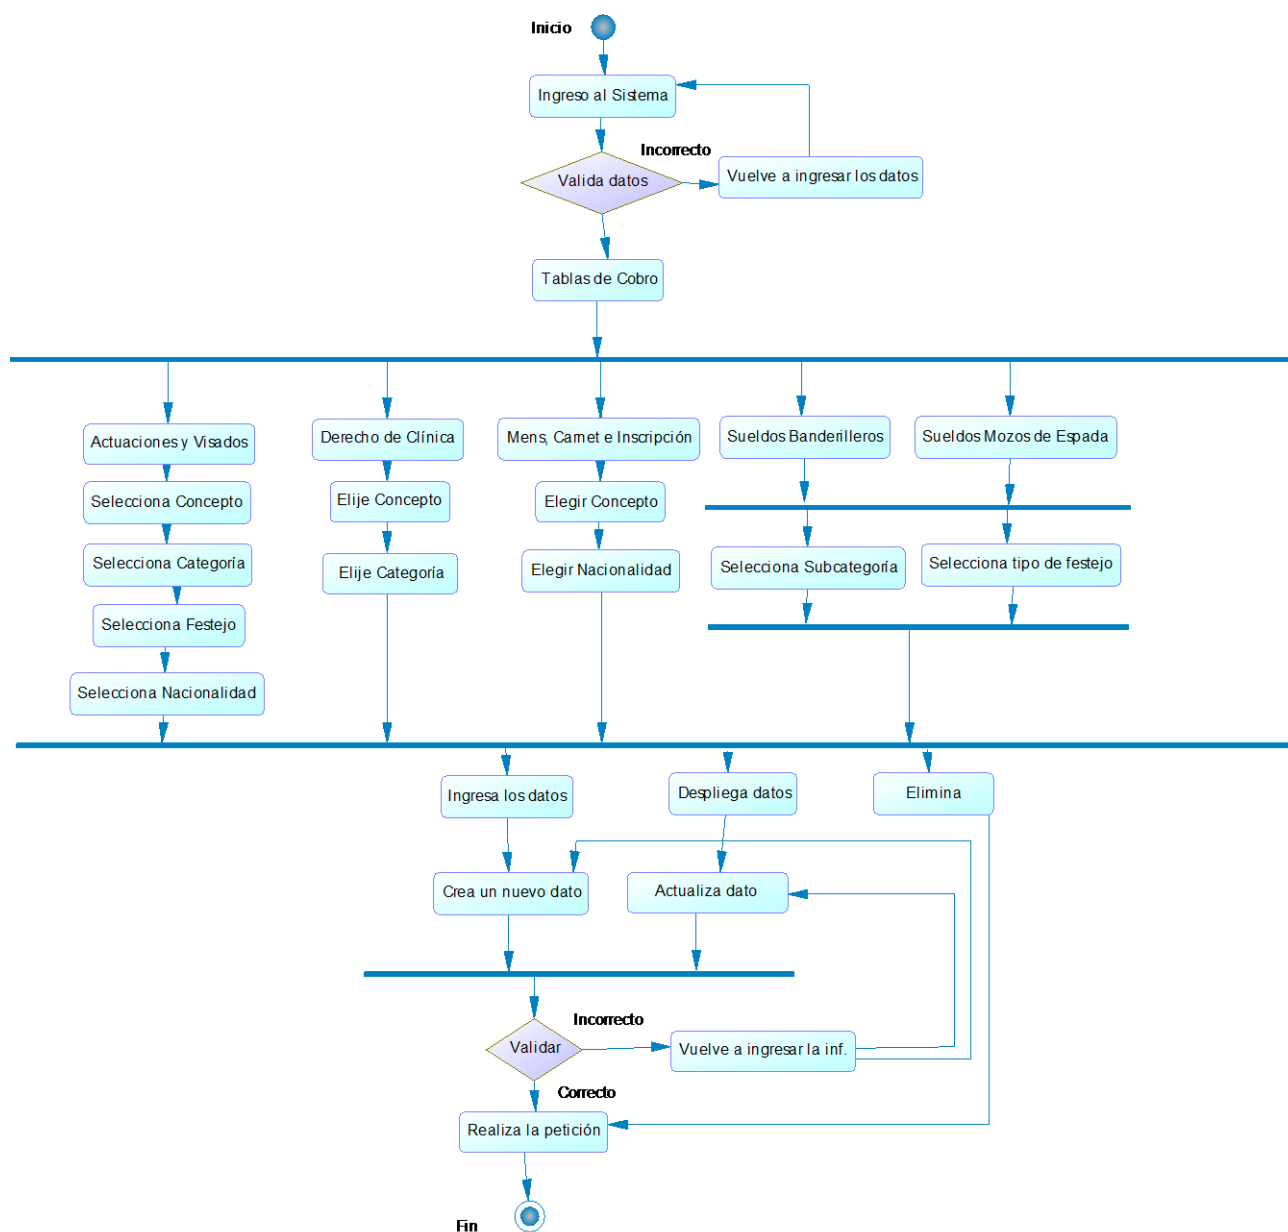 Inicio
Ingreso al Sistema
Incorrecto
Valida datos
Vuelve a ingresar los datos
Tablas de Cobro
Actuaciones y Visados
Derecho de Clínica
Mens, Carnet e Inscripción
Sueldos Banderilleros
Sueldos Mozos de Espada
Selecciona Concepto
Elije Concepto
Elegir Concepto
Selecciona Categoría
Elije Categoría
Elegir Nacionalidad
Selecciona Subcategoría
Selecciona tipo de festejo
Selecciona Festejo
Selecciona Nacionalidad
Ingresa los datos
Despliega datos
Elimina
Crea un nuevo dato
Actualiza dato
Incorrecto
Validar
Vuelve a ingresar la inf.
Correcto
Realiza la petición
Fin